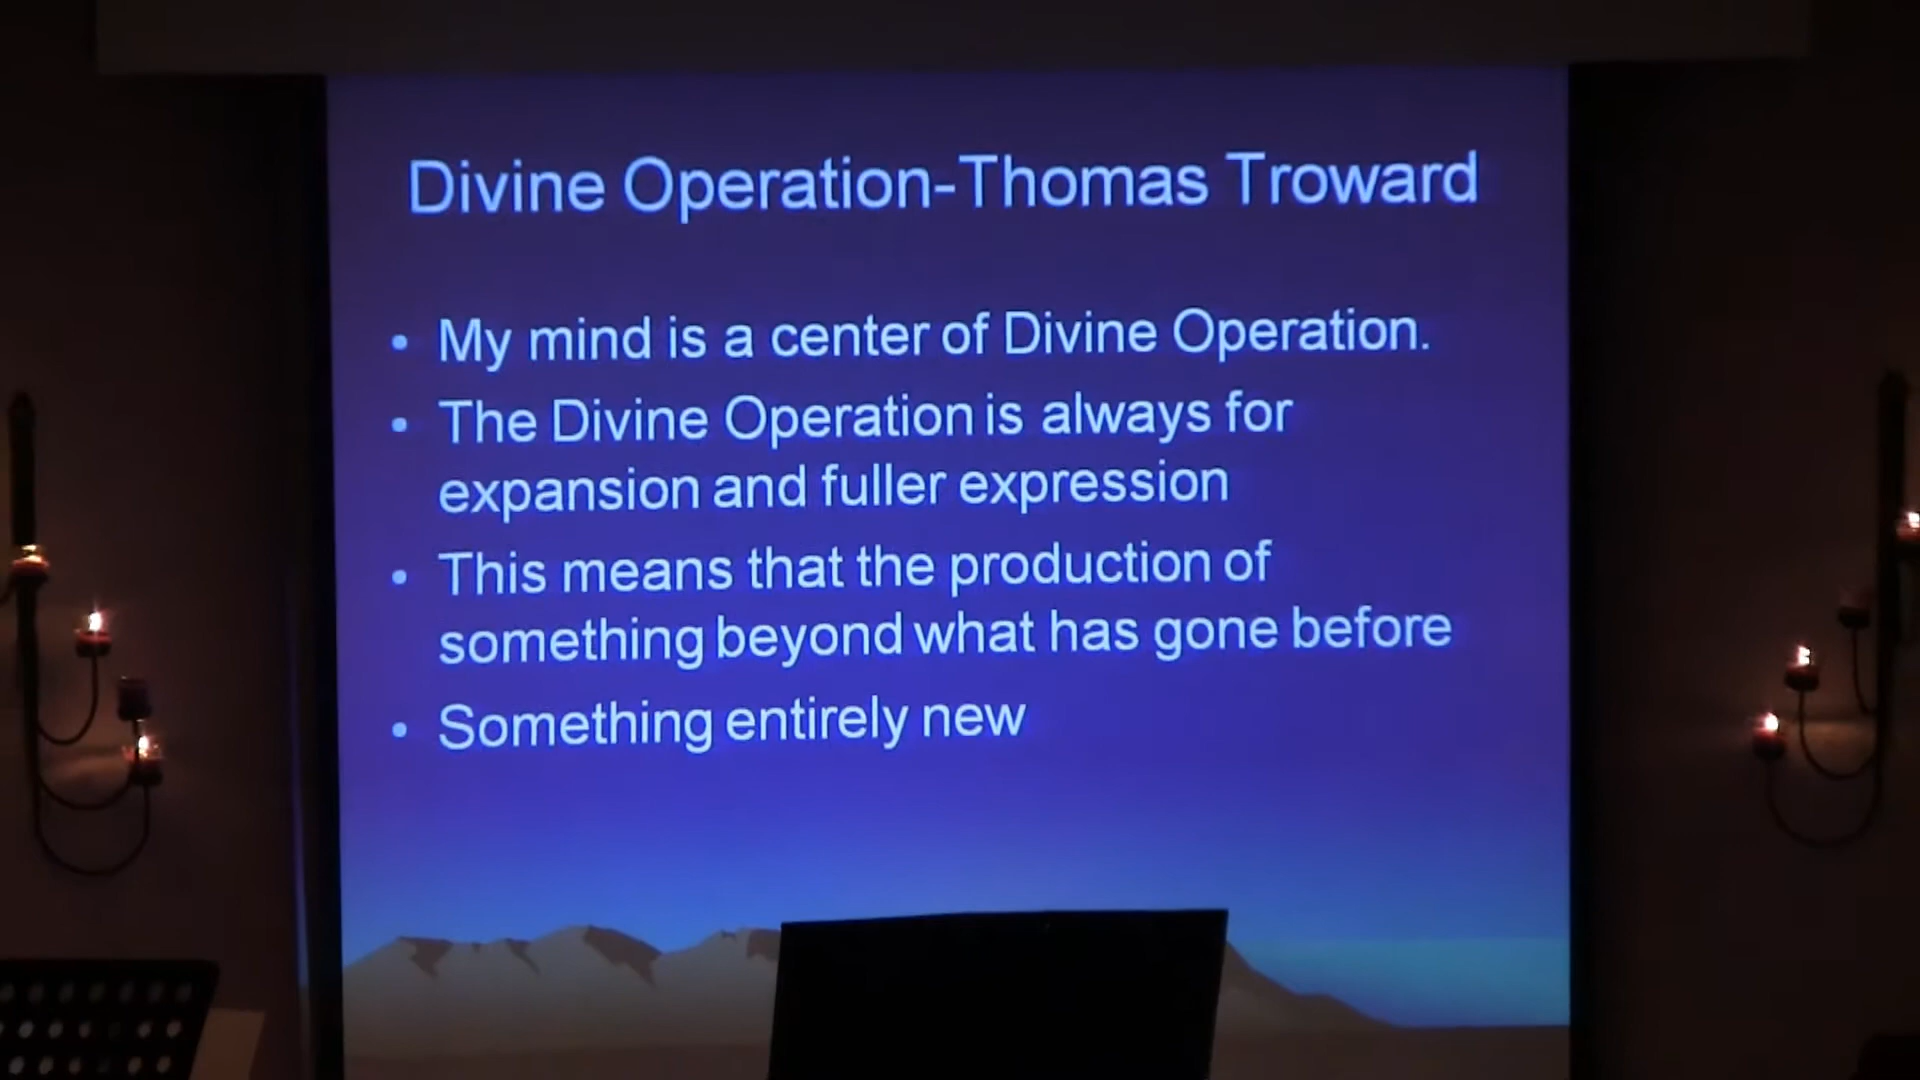 Divine Operation-Thomas Troward
• My mind is a center of Divine Operation.
• The Divine Operation is always for
expansion and fuller expression
• This means that the production of
something beyond what has gone before
• Something entirely new